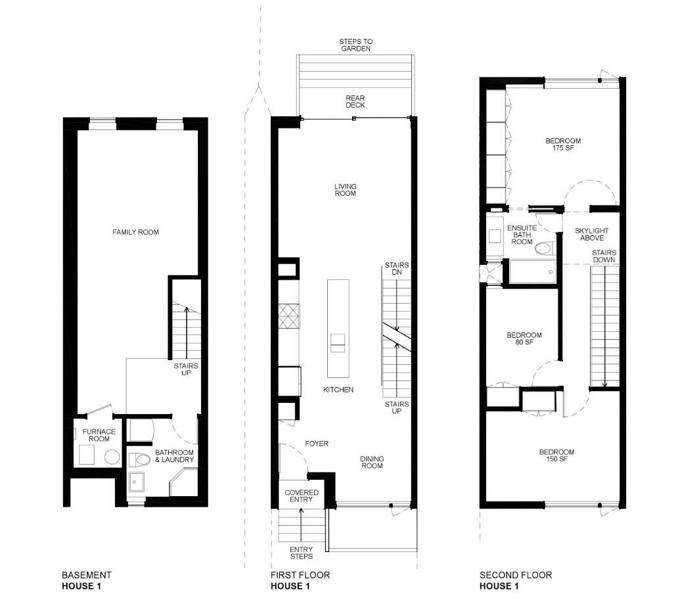 STEPS TO
GARDEN
REAR
DECK
LIVING
ROOM
STAIRS
DN
KITCHEN
STAIRS
UP
FOYER
DINING
ROOM
COVERED
ENTRY
ENTRY
STEPS
FIRST FLOOR
HOUSE 1
FAMILY ROOM
STAIRS
UP
FURNACE
ROOM
BATHROOM
& LAUNDRY
BASEMENT
HOUSE 1
BEDROOM
175 SF
ENSUITE
BATH
ROOM
SKYLIGHT
ABOVE
STAIRS
DOWN
BEDROOM
80 SF
BEDROOM
150 SF
SECOND FLOOR
HOUSE 1